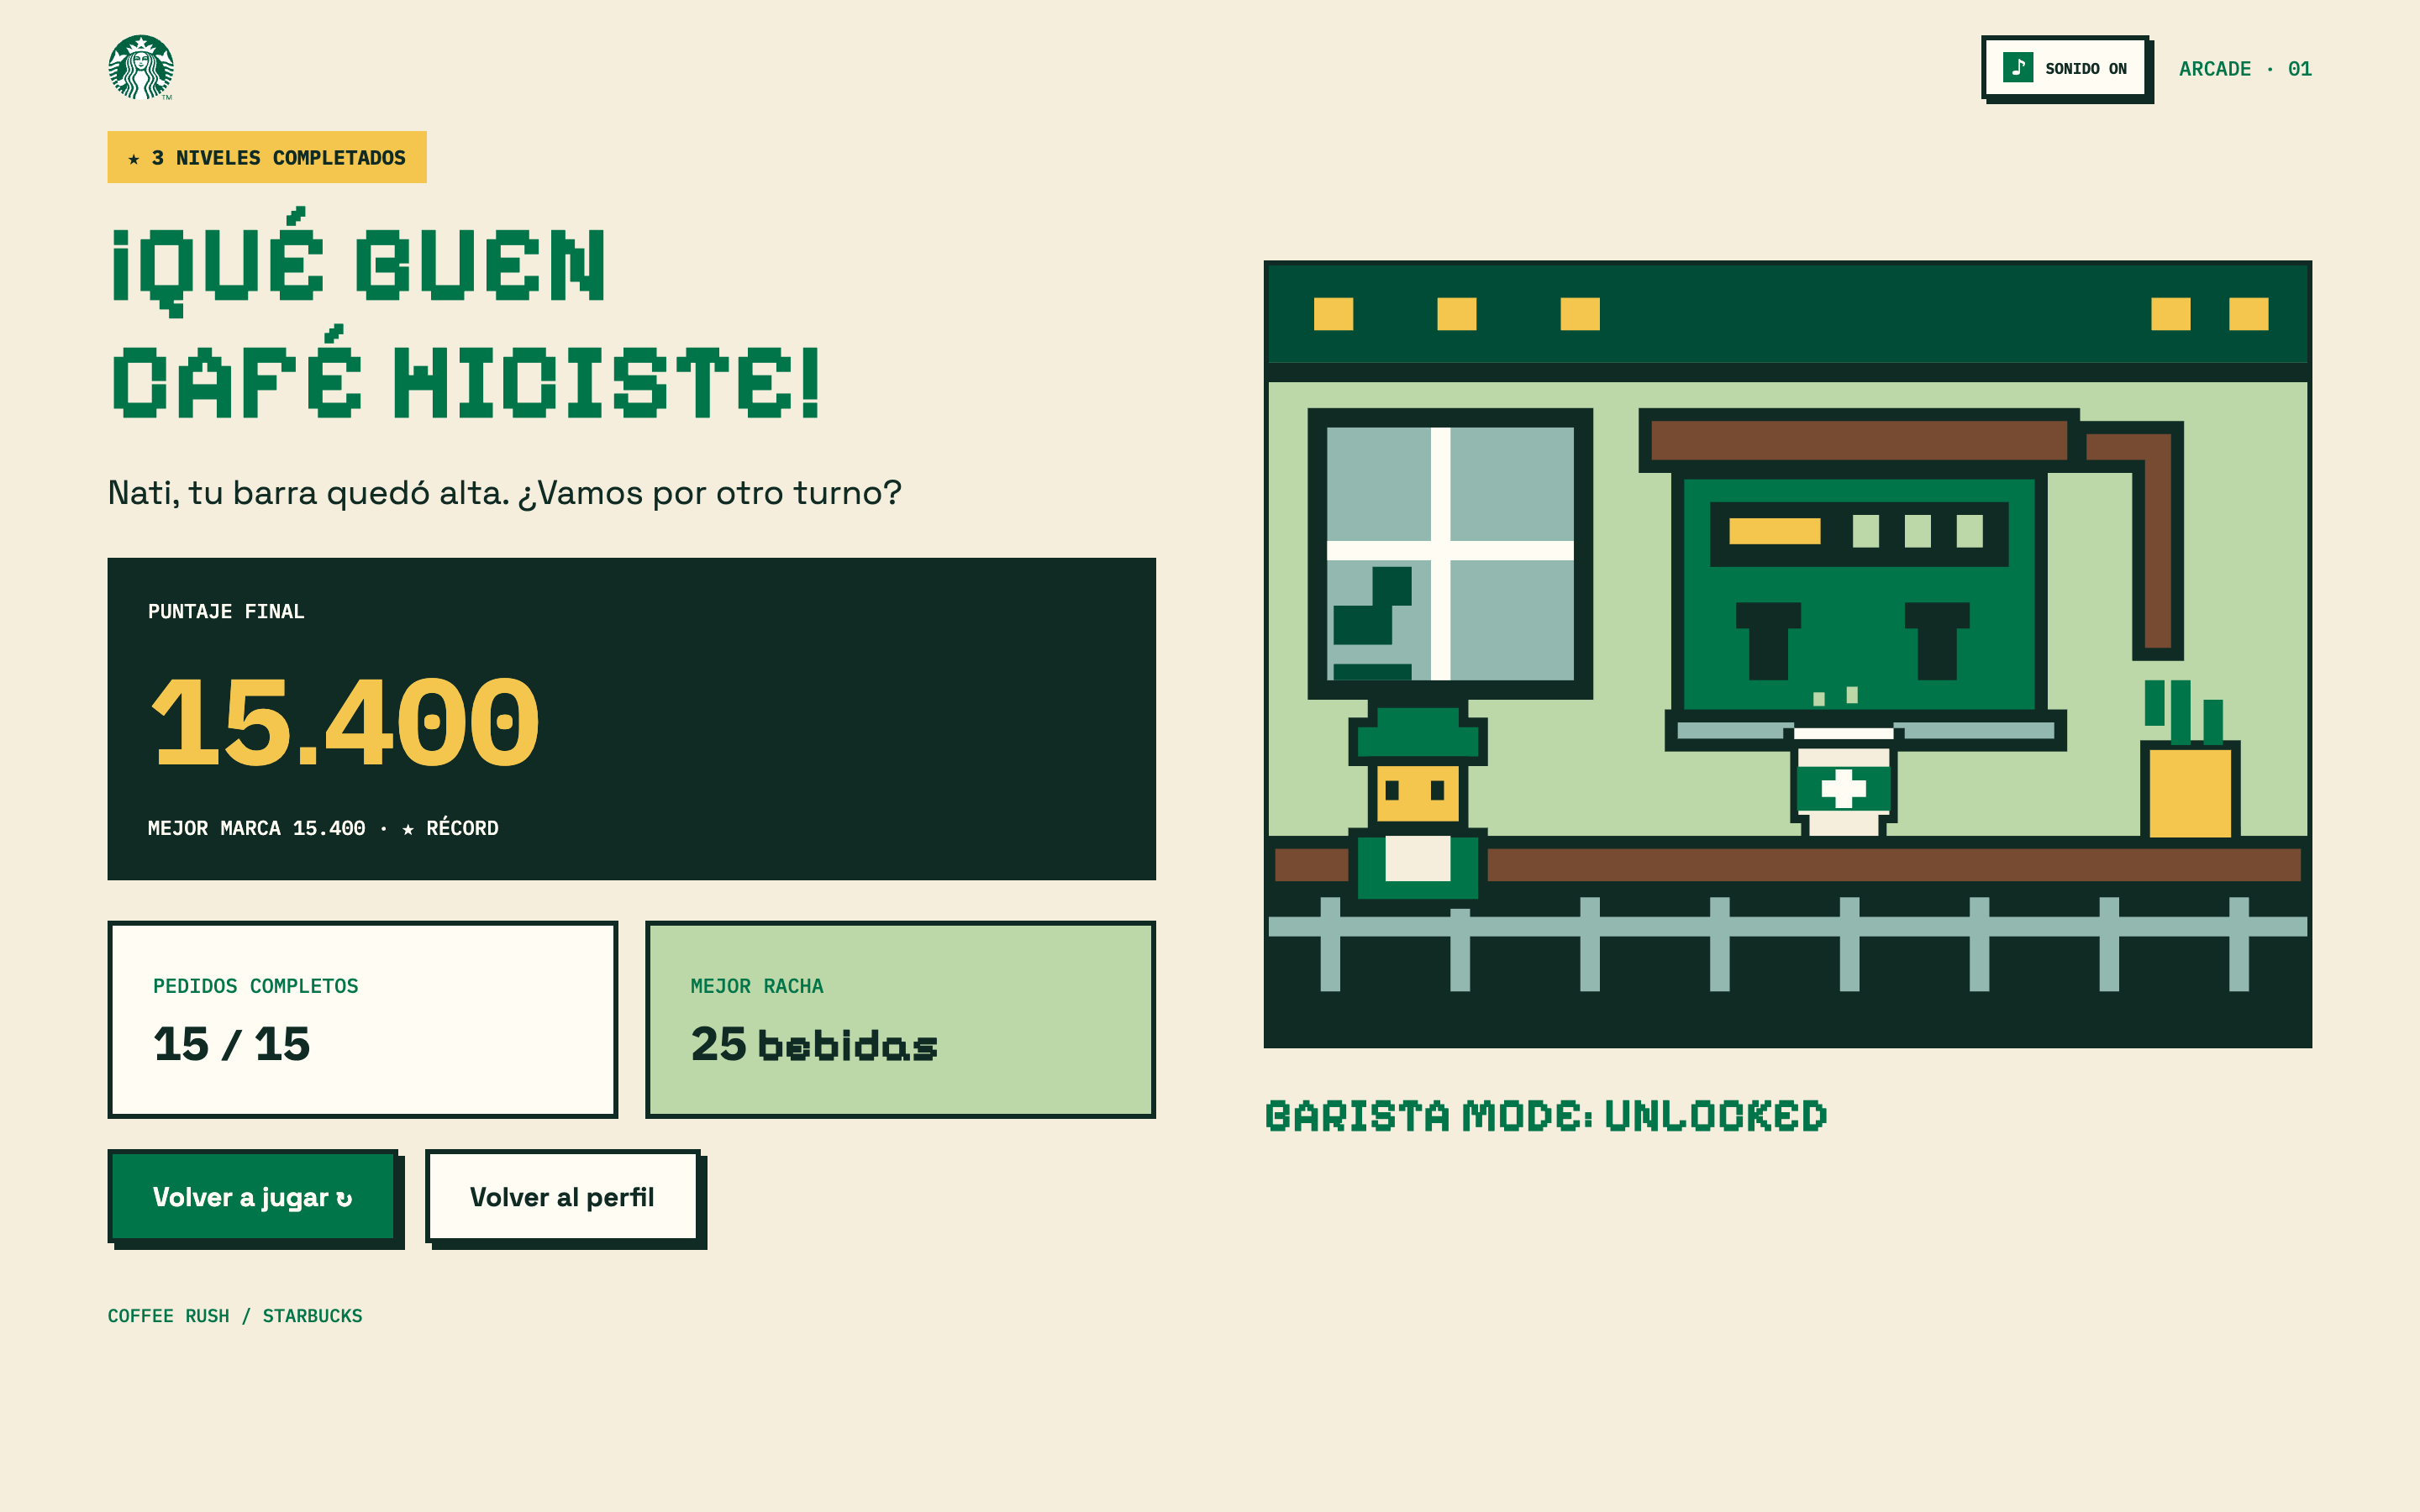 SONIDO ON
ARCADE · 01
★ 3 NIVELES COMPLETADOS
¡QUÉ BUEN
CAFÉ HICISTE!
Nati, tu barra quedó alta. ¿Vamos por otro turno?
PUNTAJE FINAL
15.400
MEJOR MARCA 15.400 · ★ RÉCORD
PEDIDOS COMPLETOS
15 / 15
MEJOR RACHA
25 bebidas
BARISTA MODE: UNLOCKED
Volver a jugar ↻
Volver al perfil
COFFEE RUSH / STARBUCKS